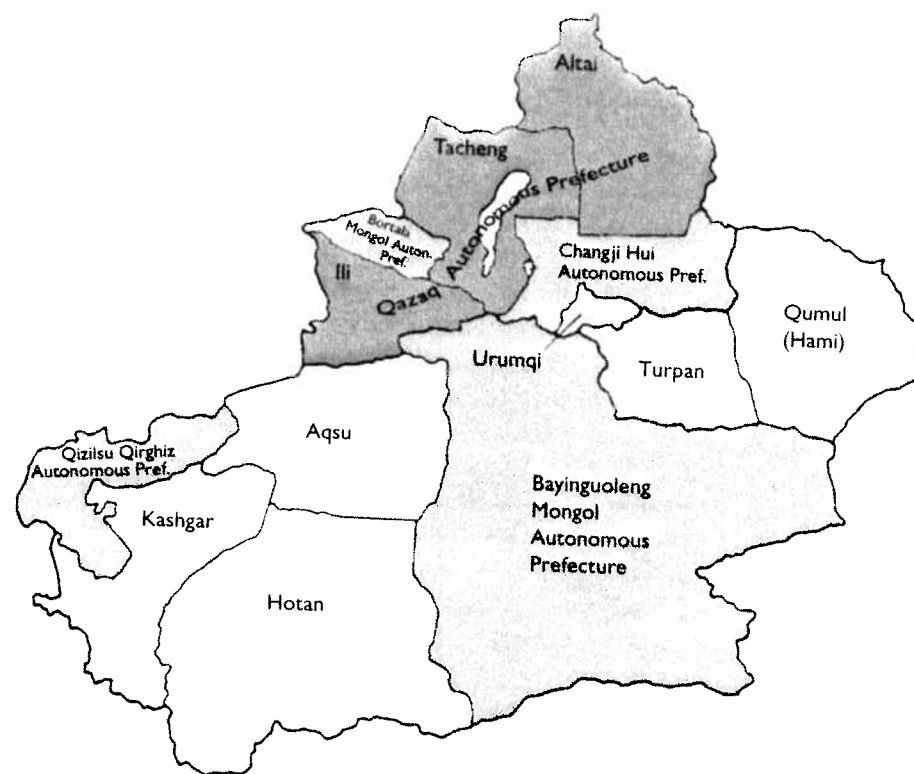 Altai
Tacheng
Ili
Qazaq Autonomous Prefecture
Bortala
Mongol Auton.
Pref.
Changji Hui
Autonomous Pref.
Qumul
(Hami)
Urumqi
Turpan
Aqsu
Qizilsu Qirghiz
Autonomous Pref.
Kashgar
Bayinguoleng
Mongol
Autonomous
Prefecture
Hotan